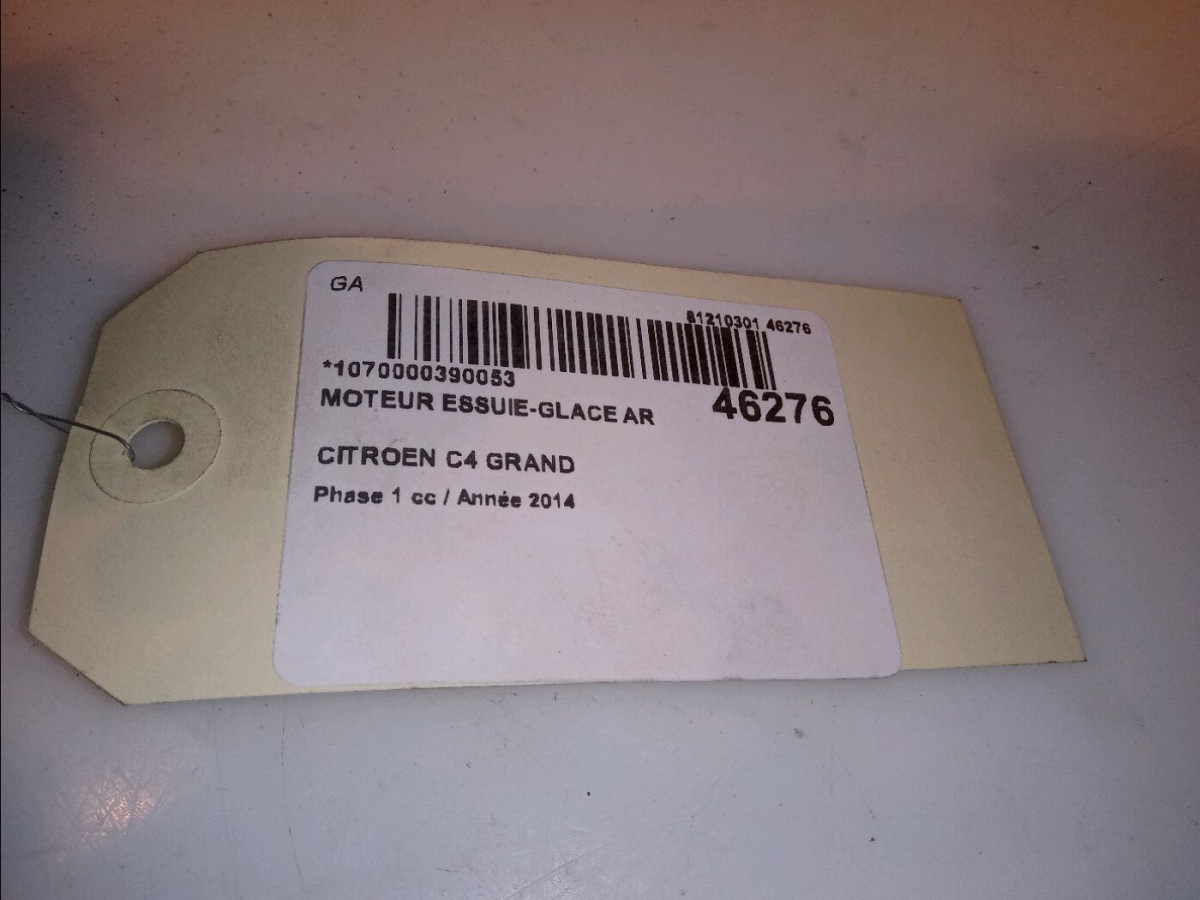 GA
81210301 46276
*1070000390053
46276
MOTEUR ESSUIE-GLACE AR
CITROEN C4 GRAND
Phase 1 cc / Année 2014